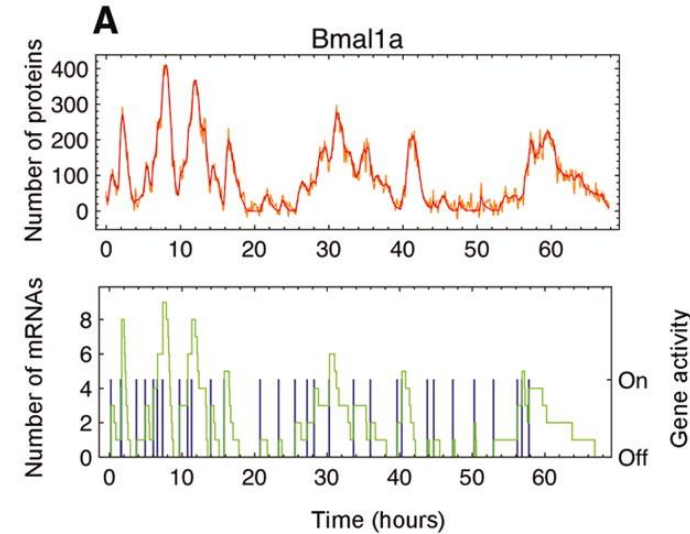 A
Bmal1a
Number of proteins
400
300
200
100
0
0 10 20 30 40 50 60
Number of mRNAs
8
6
4
2
0
On
Off
Gene activity
0 10 20 30 40 50 60
Time (hours)